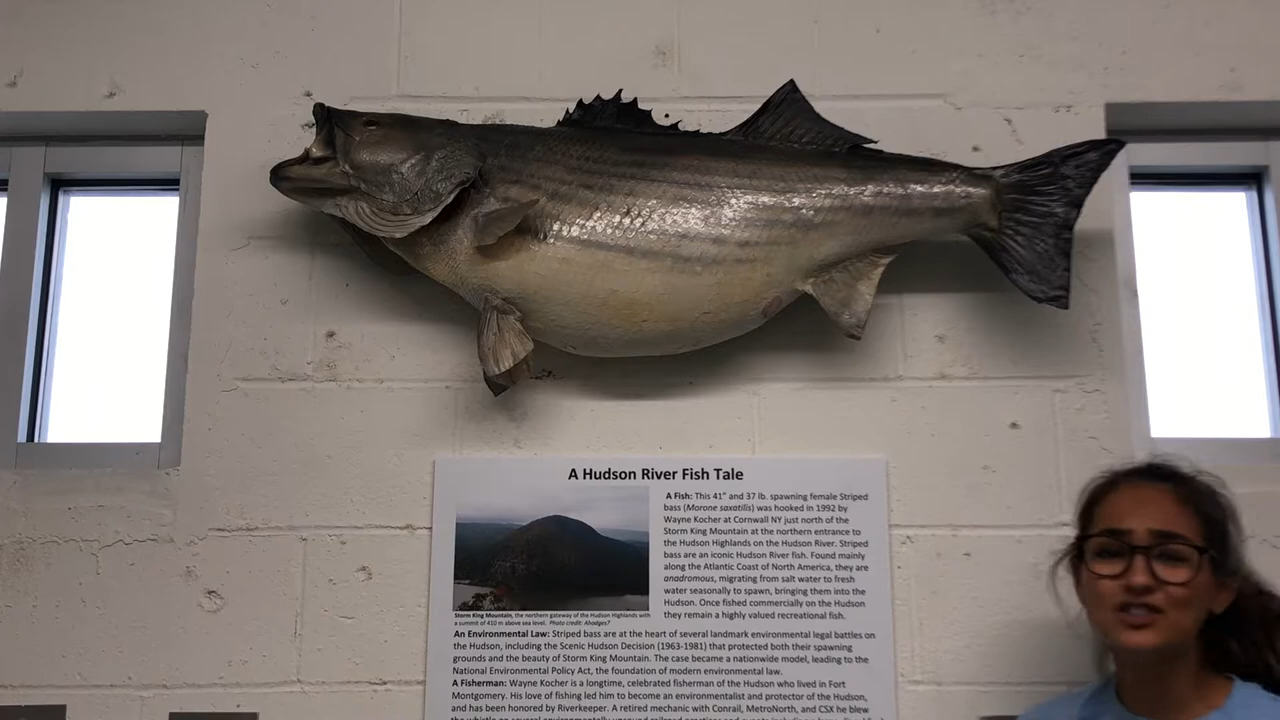 A Hudson River Fish Tale
A Fish: This 41" and 37 lb. spawning female Striped
bass (Morone saxatilis) was hooked in 1992 by
Wayne Kocher at Cornwall NY just north of the
Storm King Mountain at the northern entrance to
the Hudson Highlands on the Hudson River. Striped
bass are an iconic Hudson River fish. Found mainly
along the Atlantic Coast of North America, they are
anadromous, migrating from salt water to fresh
water seasonally to spawn, bringing them into the
Hudson. Once fished commercially on the Hudson
they remain a highly valued recreational fish.
Storm King Mountain, the northern gateway of the Hudson Highlands with
a summit of 410 m above sea level. Photo credit: Ahodges7
An Environmental Law: Striped bass are at the heart of several landmark environmental legal battles on
the Hudson, including the Scenic Hudson Decision (1963-1981) that protected both their spawning
grounds and the beauty of Storm King Mountain. The case became a nationwide model, leading to the
National Environmental Policy Act, the foundation of modern environmental law.
A Fisherman: Wayne Kocher is a longtime, celebrated fisherman of the Hudson who lived in Fort
Montgomery. His love of fishing led him to become an environmentalist and protector of the Hudson,
and has been honored by Riverkeeper. A retired mechanic with Conrail, MetroNorth, and CSX he blew
the whistle on several environmentally unsound railroad practices and